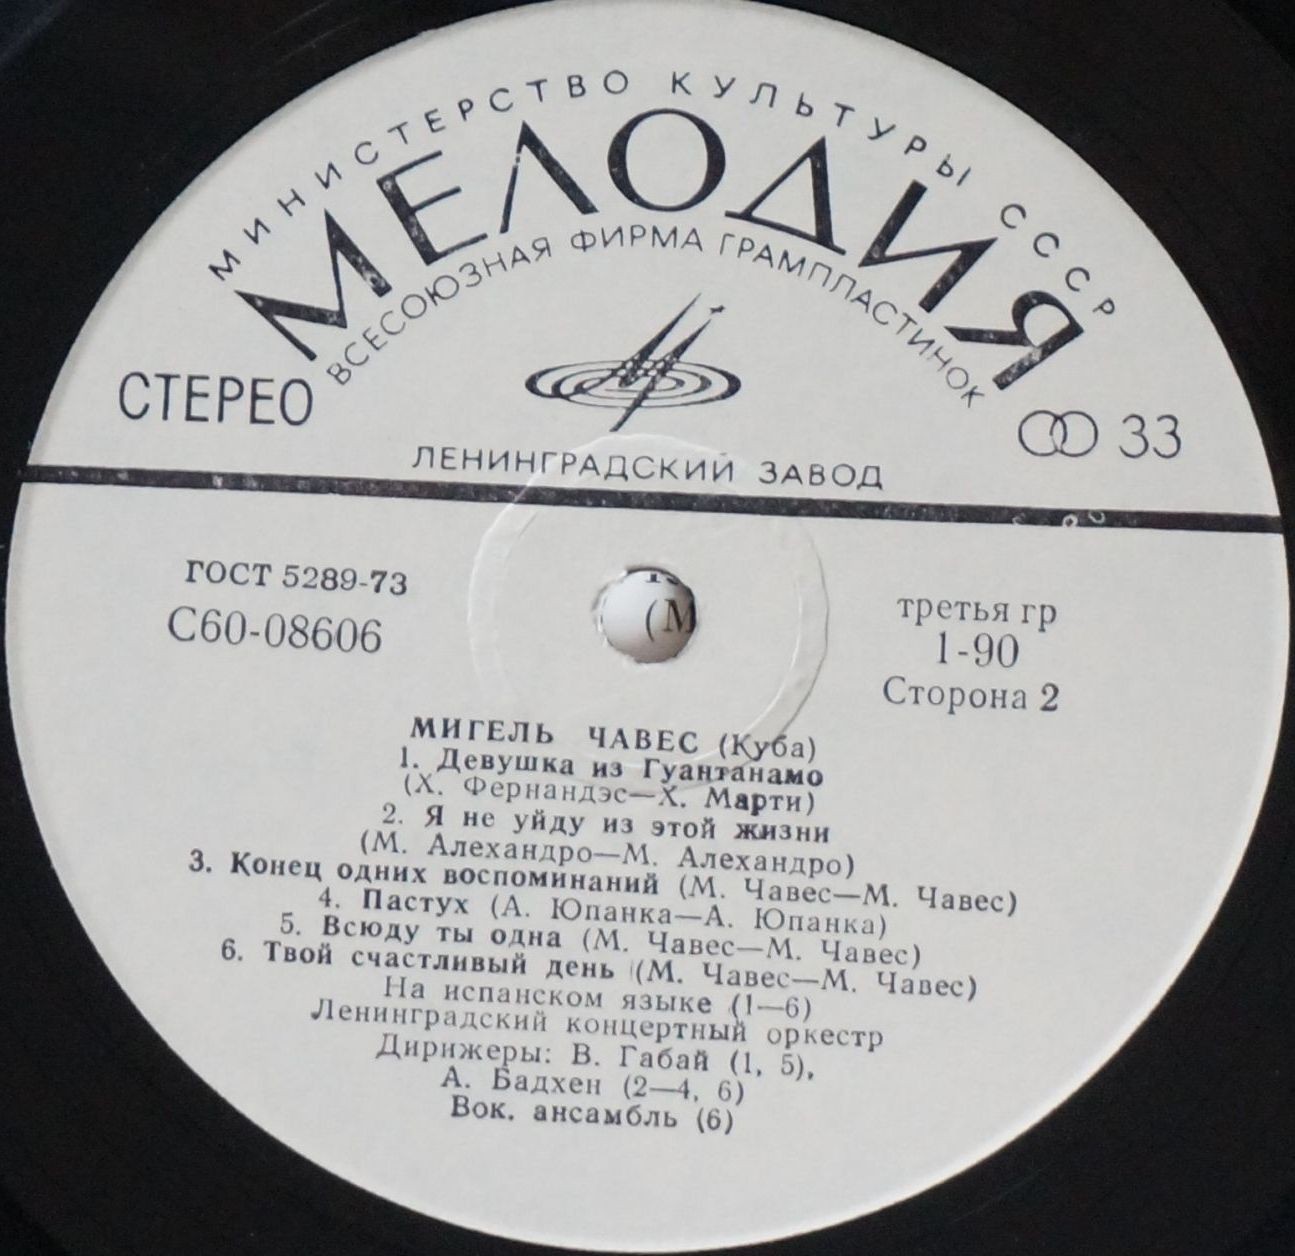 МИНИСТЕРСТВО КУЛЬТУРЫ СССР
МЕЛОДИЯ
ВСЕСОЮЗНАЯ ФИРМА ГРАМПЛАСТИНОК
СТЕРЕО
33
ЛЕНИНГРАДСКИЙ ЗАВОД
ГОСТ 5289-73
С60-08606
(М
третья гр
1-90
Сторона 2
МИГЕЛЬ ЧАВЕС (Куба)
1. Девушка из Гуантанамо
(Х. Фернандэс—Х. Марти)
2. Я не уйду из этой жизни
(М. Алехандро—М. Алехандро)
3. Конец одних воспоминаний (М. Чавес—М. Чавес)
4. Пастух (А. Юпанка—А. Юпанка)
5. Всюду ты одна (М. Чавес—М. Чавес)
6. Твой счастливый день (М. Чавес—М. Чавес)
На испанском языке (1—6)
Ленинградский концертный оркестр
Дирижеры: В. Габай (1, 5),
А. Бадхен (2—4, 6)
Вок. ансамбль (6)